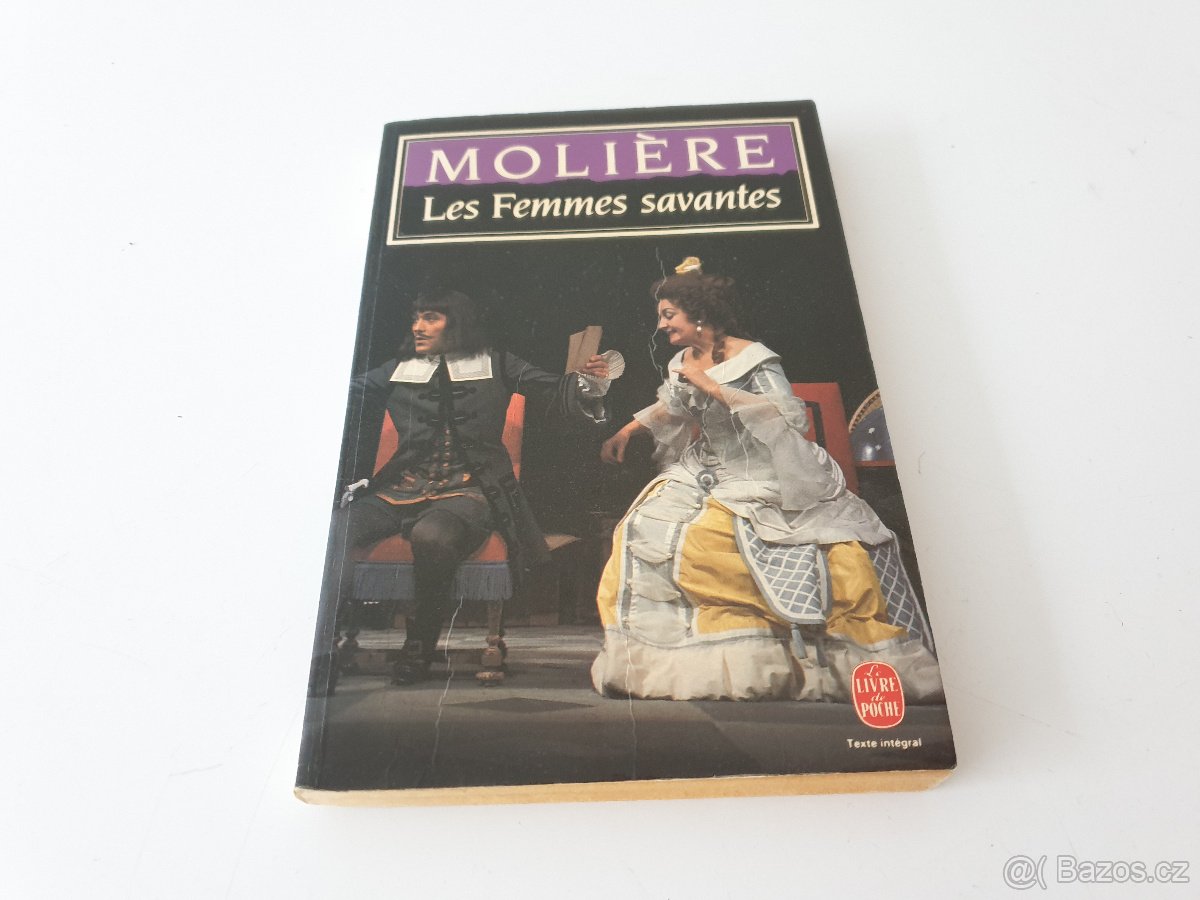 MOLIÈRE
Les Femmes savantes
Le
LIVRE
de
POCHE
Texte intégral
@( Bazos.cz